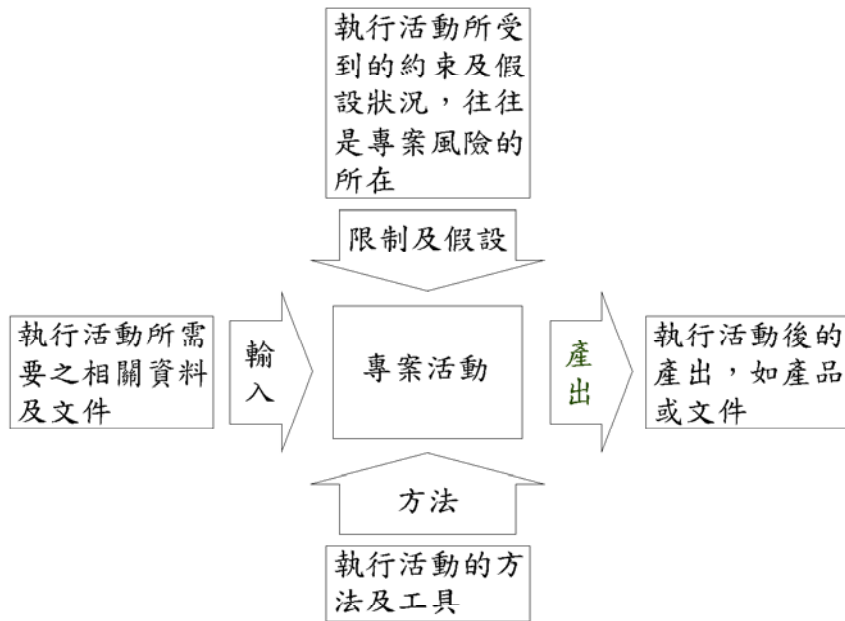 執行活動所受
到的約束及假
設狀況，往往
是專案風險的
所在
限制及假設
執行活動所需
要之相關資料
及文件
輸
入
專案活動
產
出
執行活動後的
產出，如產品
或文件
方法
執行活動的方
法及工具